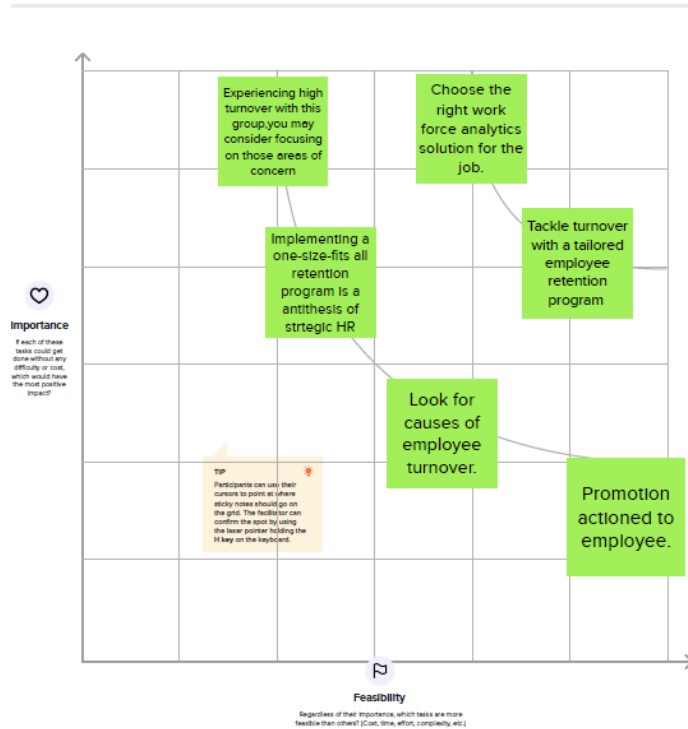 Experiencing high
turnover with this
group,you may
consider focusing
on those areas of
concern
Choose the
right work
force analytics
solution for the
job.
Tackle turnover
with a tailored
employee
retention
program
Implementing a
one-size-fits all
retention
program is a
antithesis of
strtegic HR
Importance
If each of these
tasks could get
done without any
difficulty or cost,
which would have
the most positive
impact?
Look for
causes of
employee
turnover.
TIP
Participants can use their
cursors to point at where
sticky notes should go on
the grid. The facilitator can
confirm the spot by using
the laser pointer holding the
H key on the keyboard.
Promotion
actioned to
employee.
Feasibility
Regardless of their importance, which tasks are more
feasible than others? (Cost, time, effort, complexity, etc.)